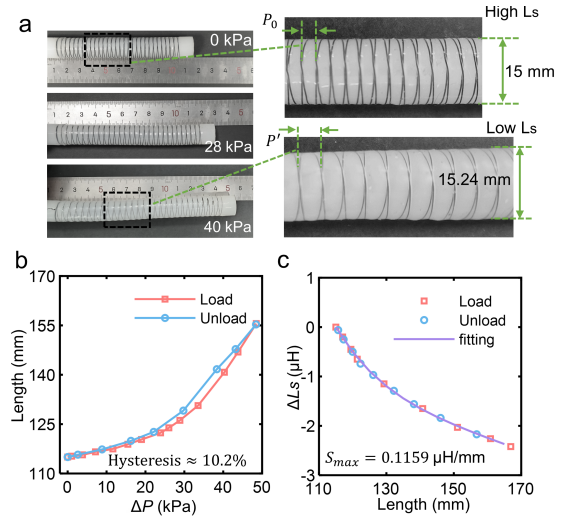 a
0 kPa
28 kPa
40 kPa
P₀
High Ls
15 mm
P′
Low Ls
15.24 mm
b
170
155
140
125
110
Length (mm)
Load
Unload
Hysteresis ≈ 10.2%
0 10 20 30 40 50
ΔP (kPa)
c
1
0
-1
-2
-3
ΔLs, (μH)
Load
Unload
fitting
Smax = 0.1159 μH/mm
110 130 150 170
Length (mm)